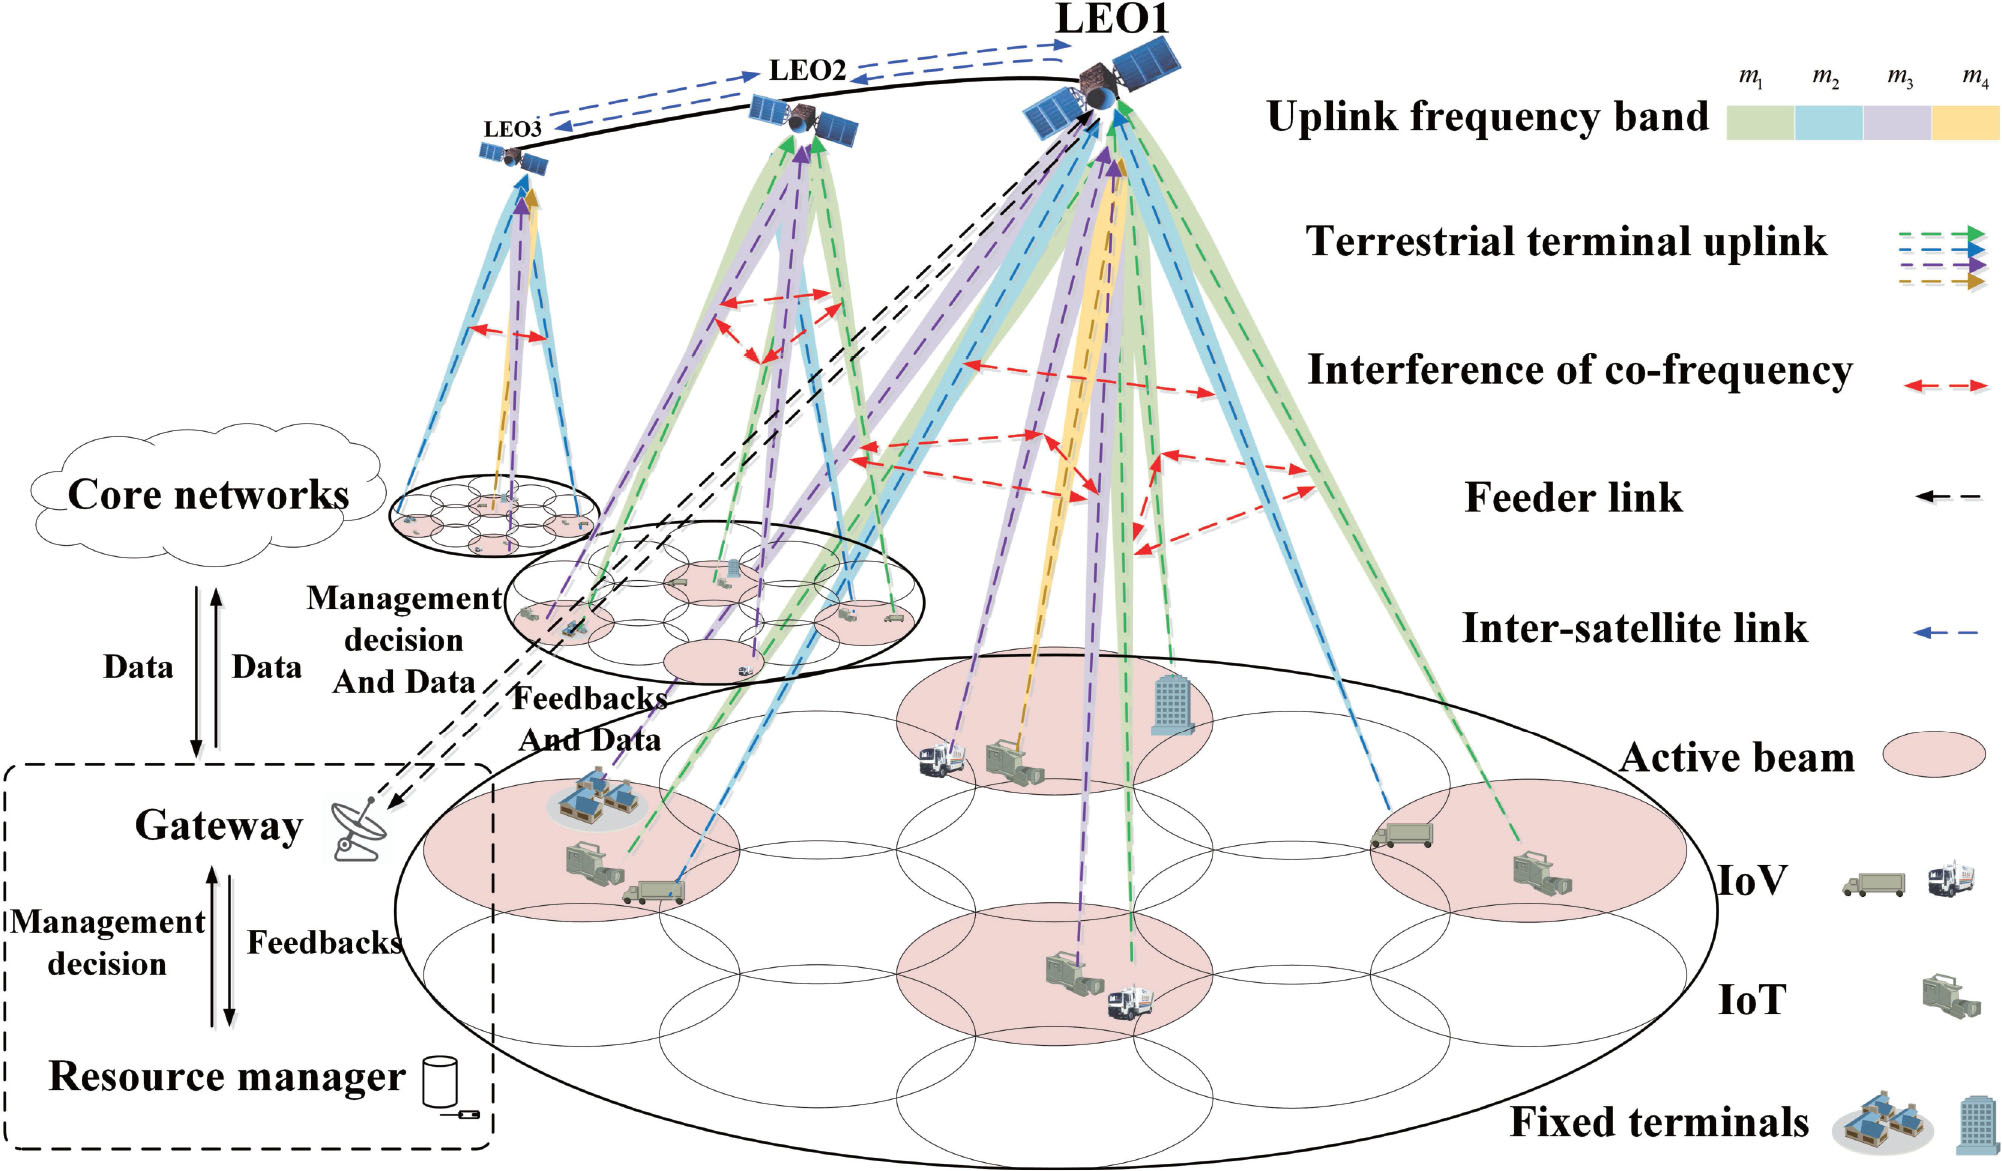 LEO1
LEO2
LEO3
m1 m2 m3 m4
Uplink frequency band
Terrestrial terminal uplink
Interference of co-frequency
Feeder link
Inter-satellite link
Active beam
IoV
IoT
Fixed terminals
Core networks
Data
Data
Management
decision
And Data
Feedbacks
And Data
Gateway
Management
decision
Feedbacks
Resource manager